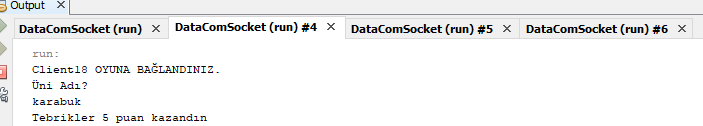 Output
DataComSocket (run) DataComSocket (run) #4 DataComSocket (run) #5 DataComSocket (run) #6
run:
Client18 OYUNA BAĞLANDINIZ.
Üni Adı?
karabuk
Tebrikler 5 puan kazandın